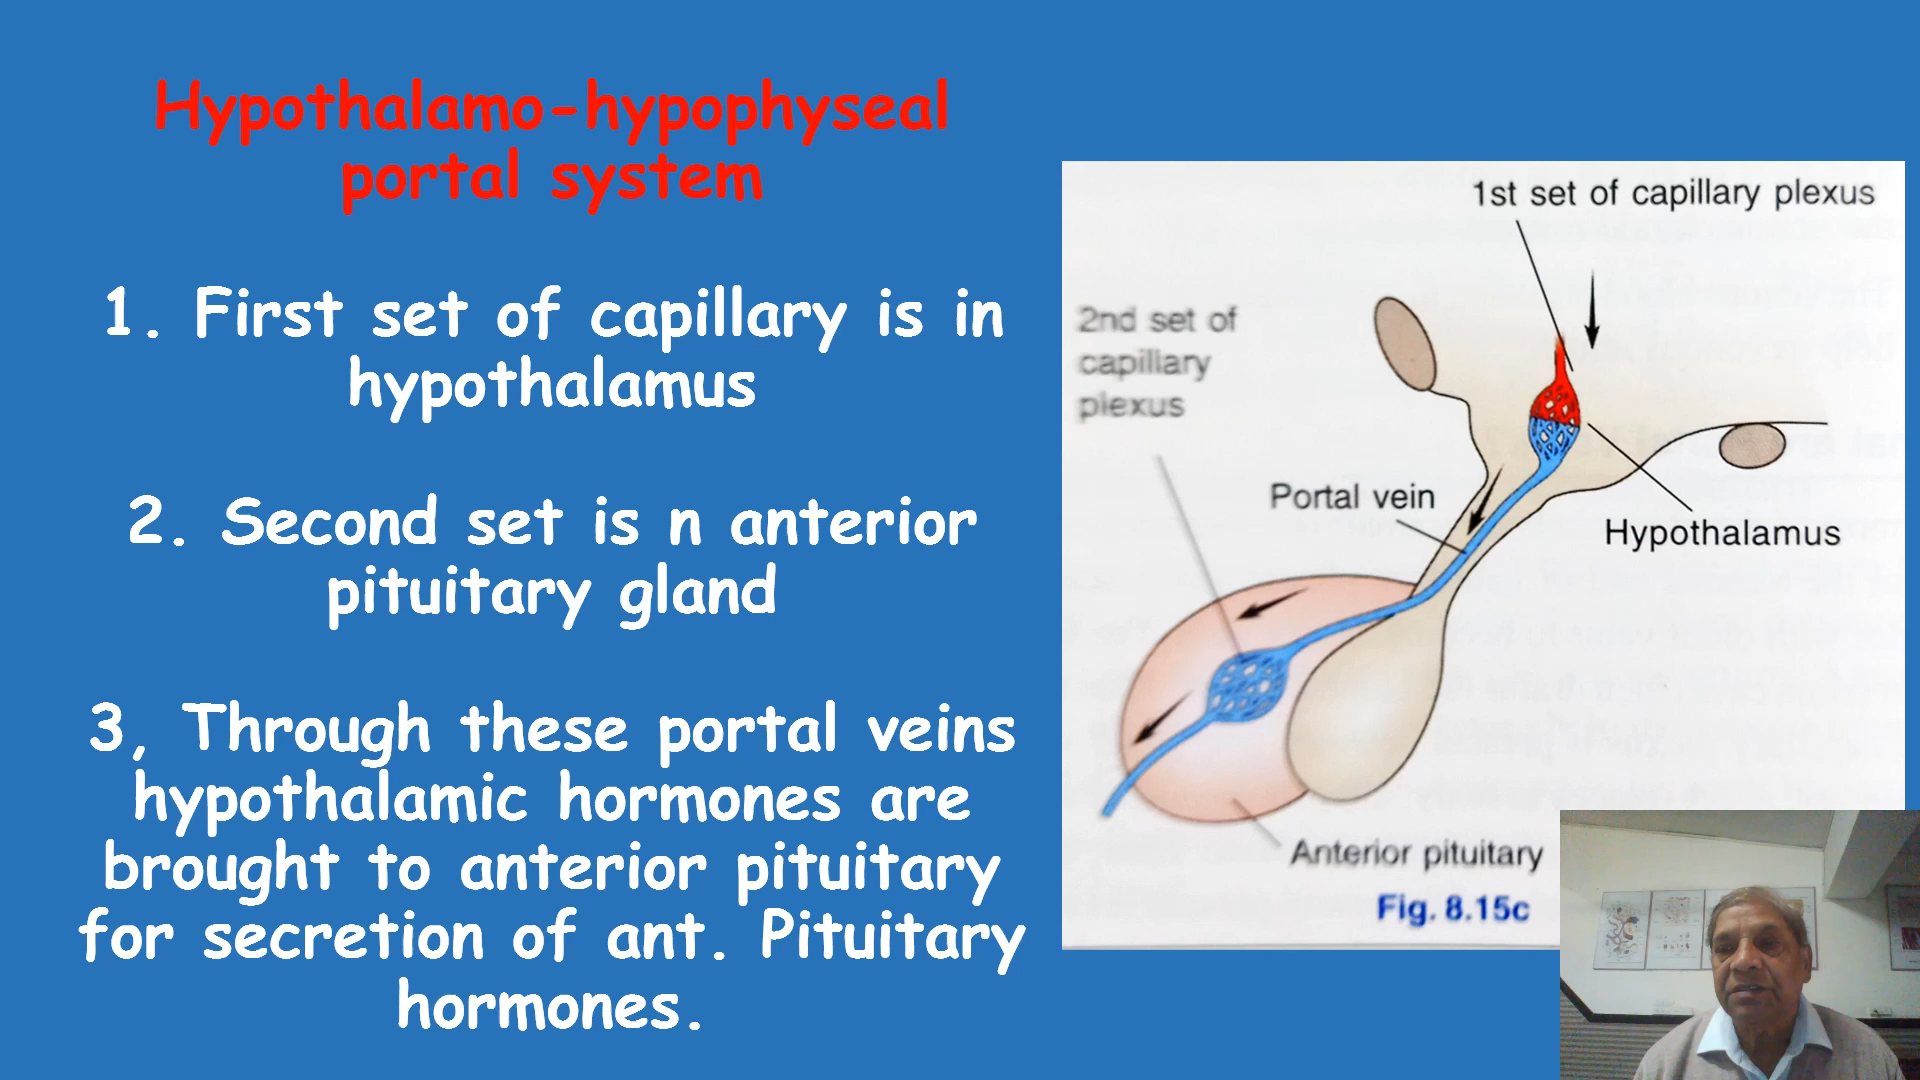 Hypothalamo-hypophyseal
portal system
1. First set of capillary is in
hypothalamus
2. Second set is n anterior
pituitary gland
3, Through these portal veins
hypothalamic hormones are
brought to anterior pituitary
for secretion of ant. Pituitary
hormones.
1st set of capillary plexus
2nd set of
capillary
plexus
Portal vein
Hypothalamus
Anterior pituitary
Fig. 8.15c